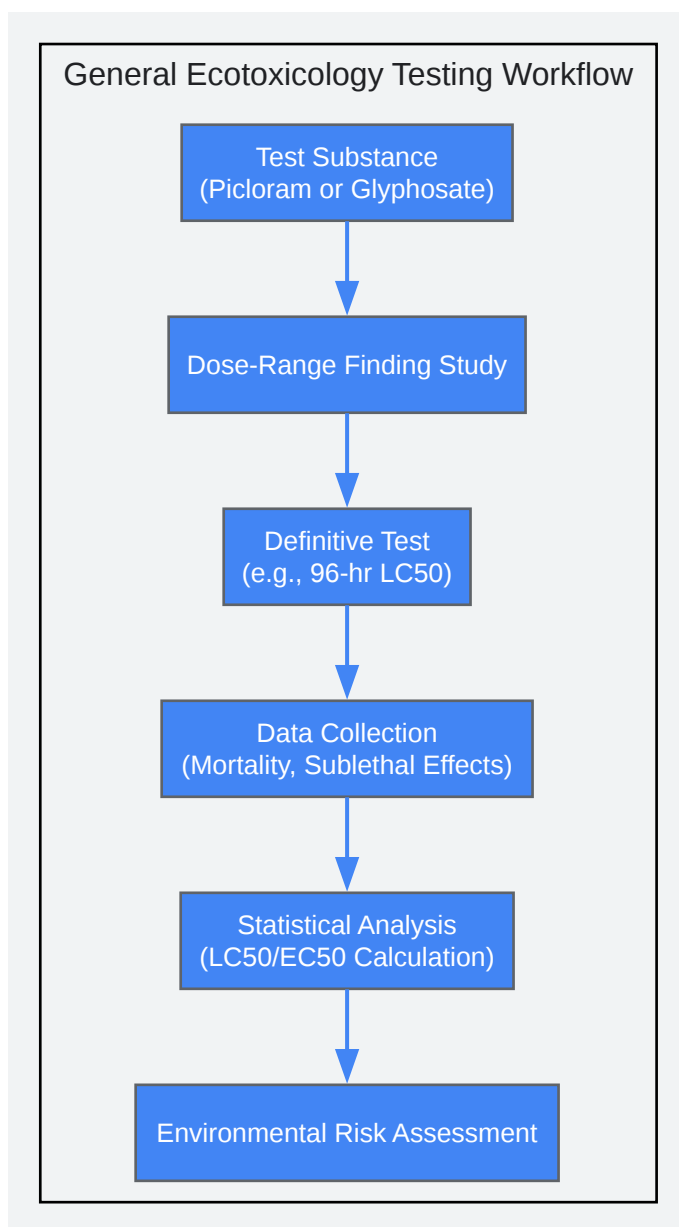 General Ecotoxicology Testing Workflow
Test Substance
(Picloram or Glyphosate)
Dose-Range Finding Study
Definitive Test
(e.g., 96-hr LC50)
Data Collection
(Mortality, Sublethal Effects)
Statistical Analysis
(LC50/EC50 Calculation)
Environmental Risk Assessment